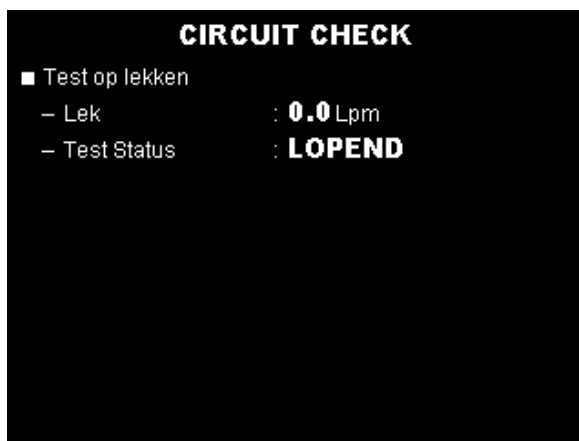 CIRCUIT CHECK
■ Test op lekken
– Lek : 0.0 Lpm
– Test Status : LOPEND